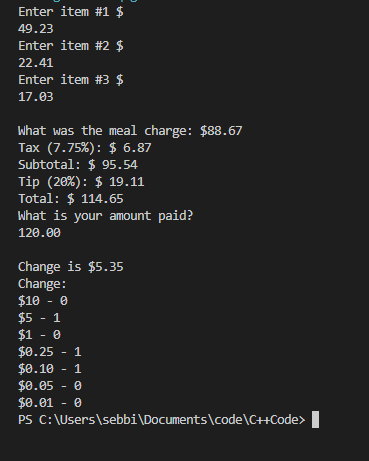 Enter item #1 $
49.23
Enter item #2 $
22.41
Enter item #3 $
17.03
What was the meal charge: $88.67
Tax (7.75%): $ 6.87
Subtotal: $ 95.54
Tip (20%): $ 19.11
Total: $ 114.65
What is your amount paid?
120.00
Change is $5.35
Change:
$10 - 0
$5 - 1
$1 - 0
$0.25 - 1
$0.10 - 1
$0.05 - 0
$0.01 - 0
PS C:\Users\sebbi\Documents\code\C++Code>